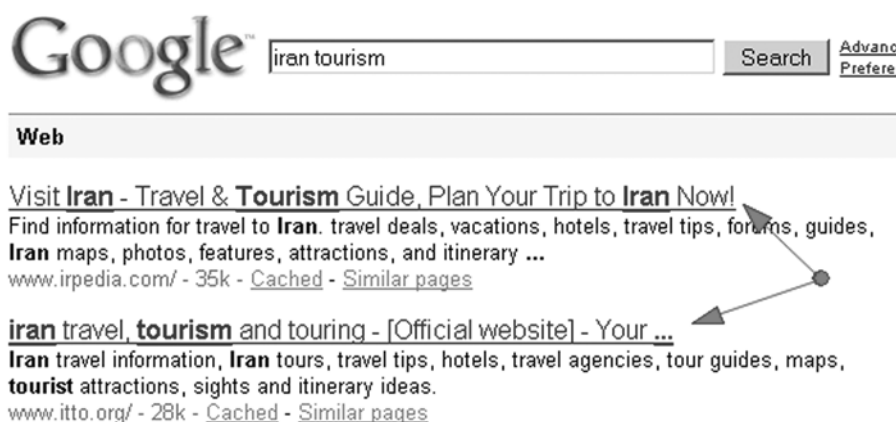 Google™
iran tourism
Search
Advanc
Prefere
Web
Visit Iran - Travel & Tourism Guide, Plan Your Trip to Iran Now!
Find information for travel to Iran. travel deals, vacations, hotels, travel tips, forums, guides,
Iran maps, photos, features, attractions, and itinerary ...
www.irpedia.com/ - 35k - Cached - Similar pages
iran travel, tourism and touring - [Official website] - Your ...
Iran travel information, Iran tours, travel tips, hotels, travel agencies, tour guides, maps,
tourist attractions, sights and itinerary ideas.
www.itto.org/ - 28k - Cached - Similar pages